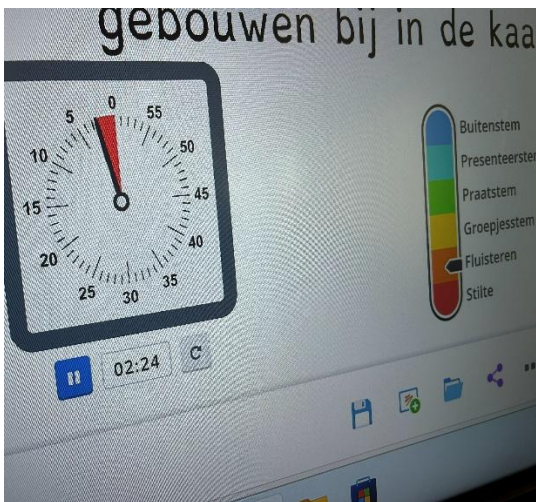 gebouwen bij in de kaa
0
5
55
10
50
15
45
20
40
25
30
35
02:24
Buitenstem
Presenteerster
Praatstem
Groepjesstem
Fluisteren
Stilte